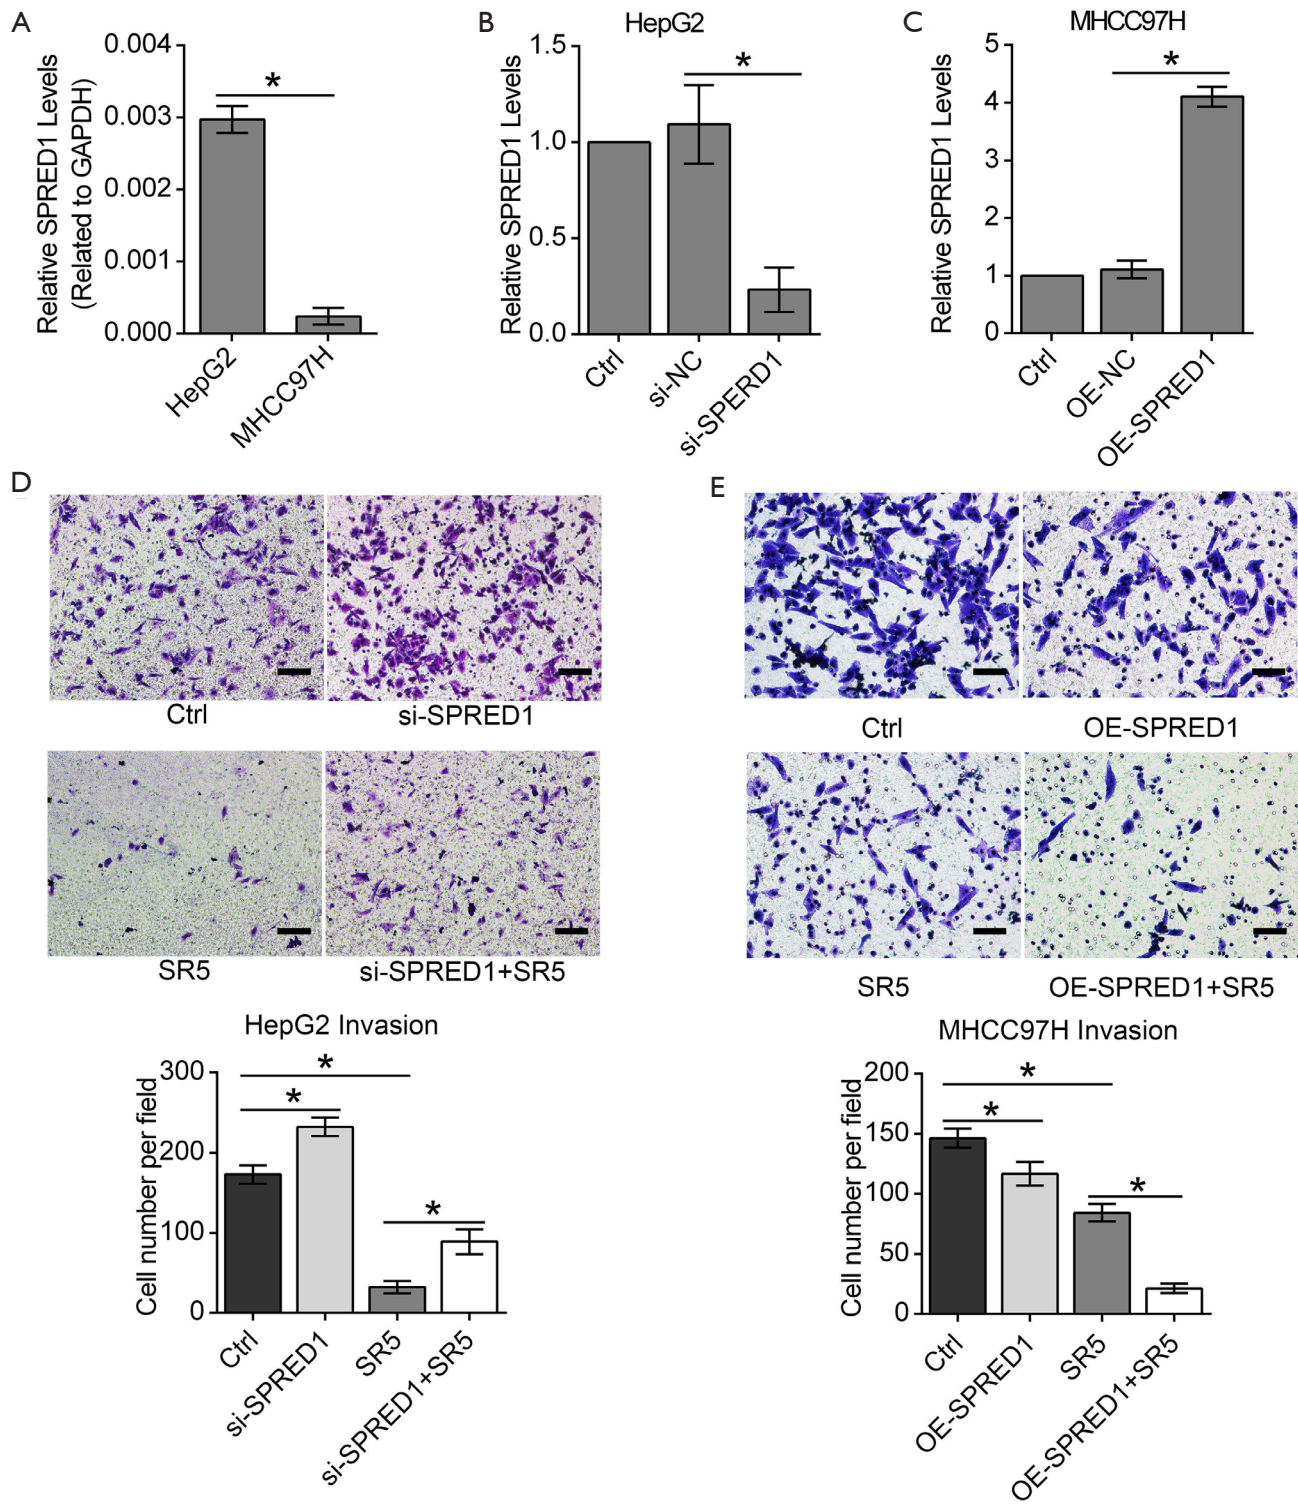 A
Relative SPRED1 Levels
(Related to GAPDH)
0.004
0.003
0.002
0.001
0.000
*
HepG2
MHCC97H
B
HepG2
Relative SPRED1 Levels
1.5
1.0
0.5
0.0
*
Ctrl
si-NC
si-SPERD1
C
MHCC97H
Relative SPRED1 Levels
5
4
3
2
1
0
*
Ctrl
OE-NC
OE-SPRED1
D
Ctrl
si-SPRED1
SR5
si-SPRED1+SR5
HepG2 Invasion
Cell number per field
300
200
100
0
*
*
*
Ctrl
si-SPRED1
SR5
si-SPRED1+SR5
E
Ctrl
OE-SPRED1
SR5
OE-SPRED1+SR5
MHCC97H Invasion
Cell number per field
200
150
100
50
0
*
*
*
Ctrl
OE-SPRED1
SR5
OE-SPRED1+SR5